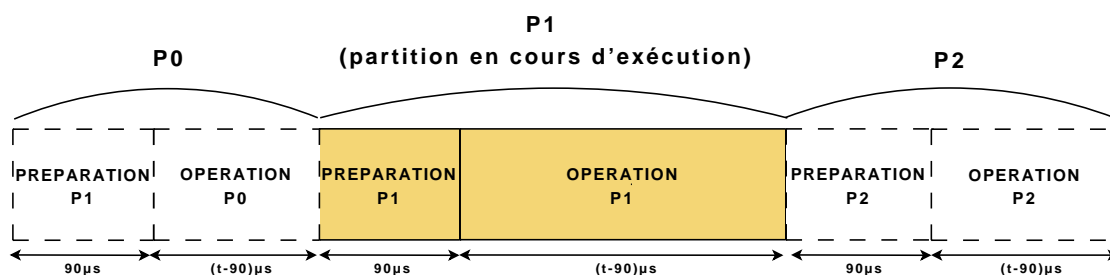 P1
(partition en cours d'exécution)
P0
P2
PREPARATION
P1
OPERATION
P0
PREPARATION
P1
OPERATION
P1
PREPARATION
P2
OPERATION
P2
90µs
(t-90)µs
90µs
(t-90)µs
90µs
(t-90)µs